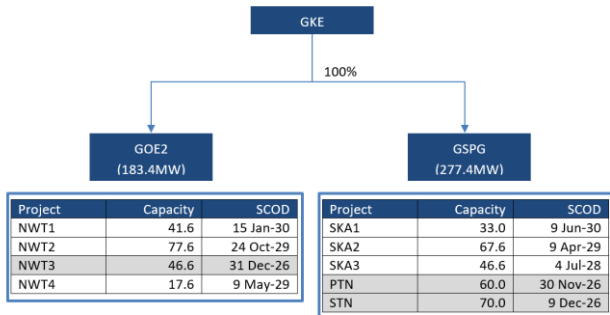 GKE
100%
GOE2
(183.4MW)
GSPG
(277.4MW)
Project Capacity SCOD
NWT1 41.6 15 Jan-30
NWT2 77.6 24 Oct-29
NWT3 46.6 31 Dec-26
NWT4 17.6 9 May-29
Project Capacity SCOD
SKA1 33.0 9 Jun-30
SKA2 67.6 9 Apr-29
SKA3 46.6 4 Jul-28
PTN 60.0 30 Nov-26
STN 70.0 9 Dec-26